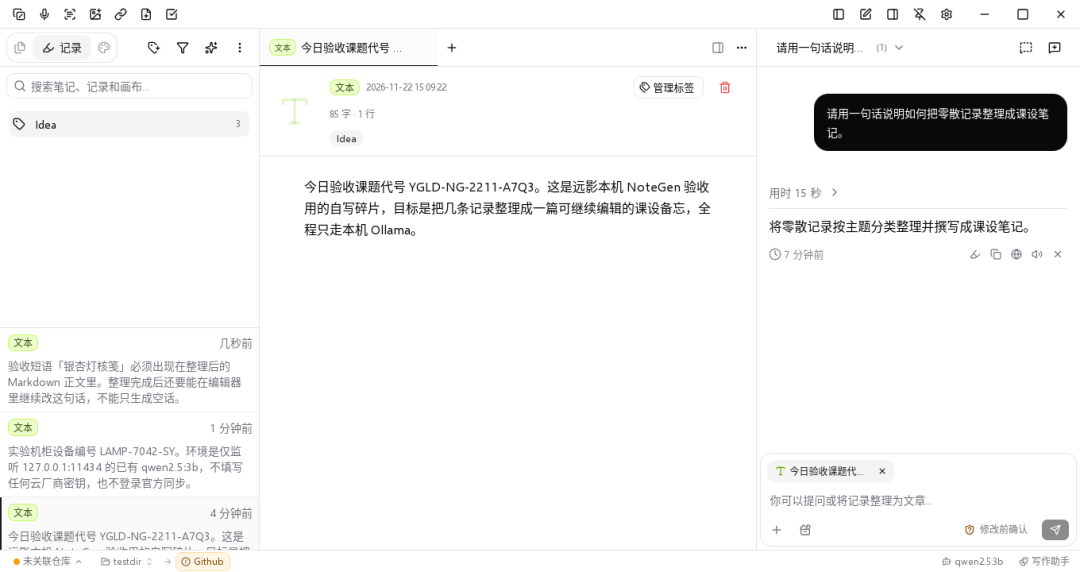 记录
文本 今日验收课题代号 ...
请用一句话说明... (1)
搜索笔记、记录和画布...
Idea 3
文本 2026-11-22 15:09:22 管理标签
85 字 · 1 行
Idea
今日验收课题代号 YGLD-NG-2211-A7Q3。这是远影本机 NoteGen 验收
用的自写碎片，目标是把几条记录整理成一篇可继续编辑的课设备忘，全
程只走本机 Ollama。
文本 几秒前
验收短语「银杏灯核笺」必须出现在整理后的
Markdown 正文里。整理完成后还要能在编辑器
里继续改这句话，不能只生成空话。
文本 1 分钟前
实验机柜设备编号 LAMP-7042-SY。环境是仅监
听 127.0.0.1:11434 的已有 qwen2.5:3b，不填写
任何云厂商密钥，也不登录官方同步。
文本 4 分钟前
今日验收课题代号 YGLD-NG-2211-A7Q3。这是
请用一句话说明如何把零散记录整理成课设笔
记。
用时 15 秒
将零散记录按主题分类整理并撰写成课设笔记。
7 分钟前
今日验收课题代...
你可以提问或将记录整理为文章...
修改前确认
未关联仓库 testdir Github
qwen2.5:3b 写作助手